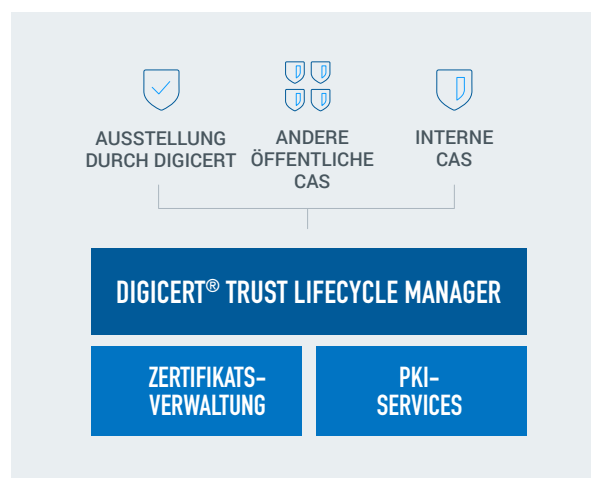 AUSSTELLUNG
DURCH DIGICERT
ANDERE
ÖFFENTLICHE
CAS
INTERNE
CAS
DIGICERT® TRUST LIFECYCLE MANAGER
ZERTIFIKATS-
VERWALTUNG
PKI-
SERVICES